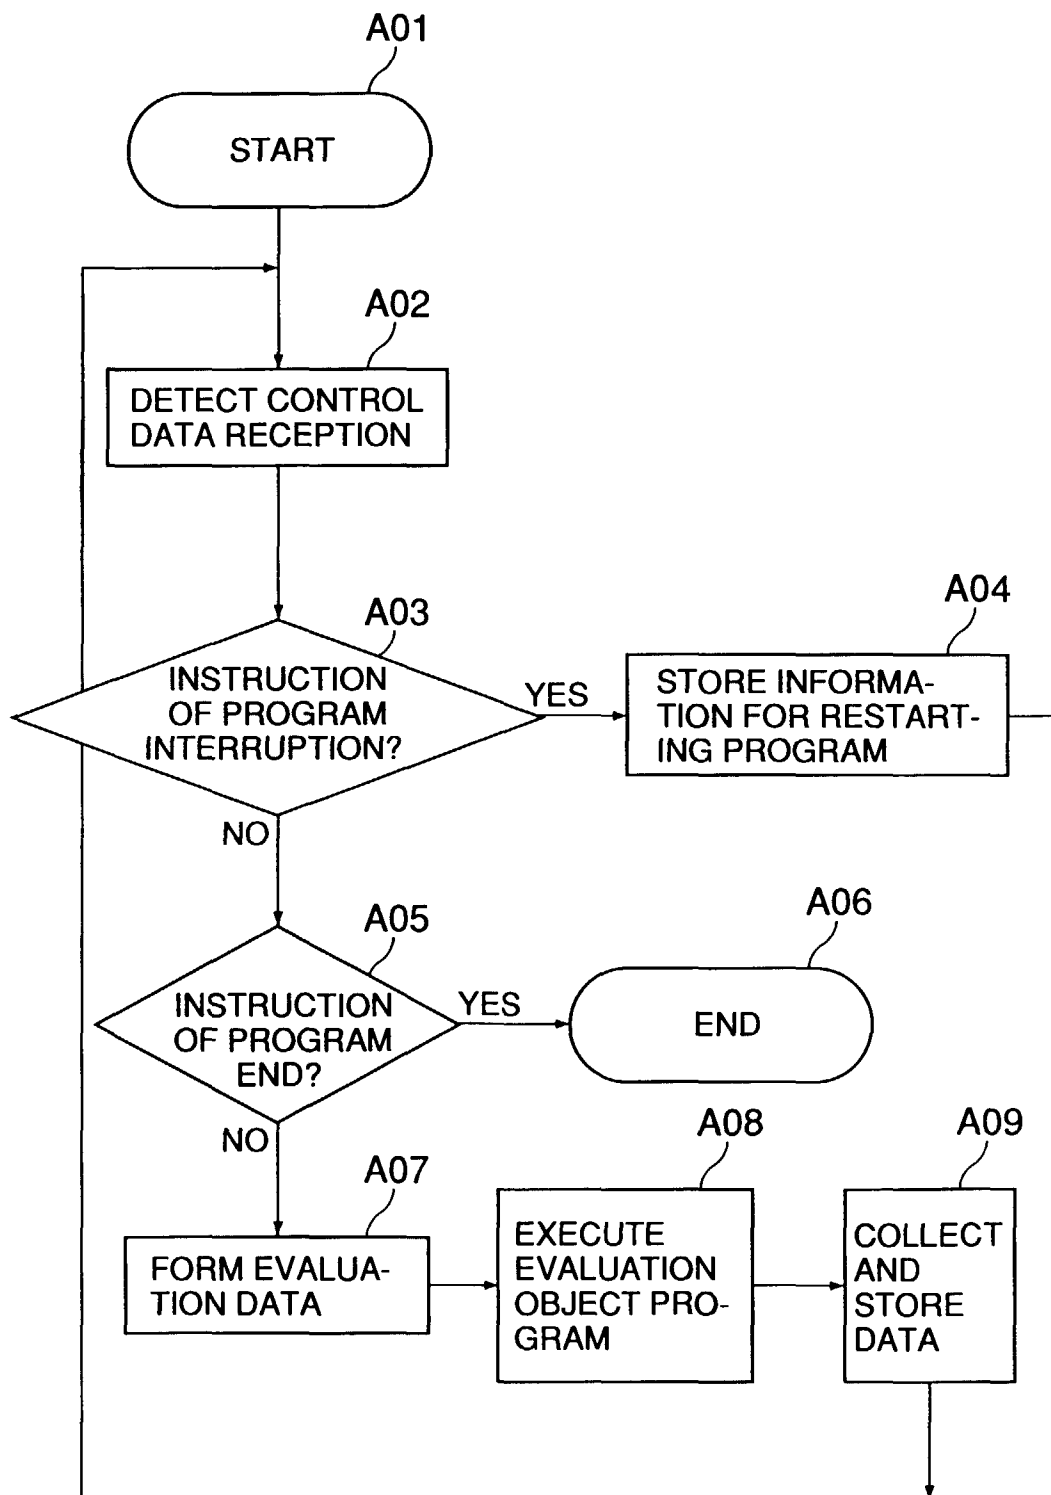 A01
START
A02
DETECT CONTROL
DATA RECEPTION
A03
INSTRUCTION
OF PROGRAM
INTERRUPTION?
YES
A04
STORE INFORMA-
TION FOR RESTART-
ING PROGRAM
NO
A05
INSTRUCTION
OF PROGRAM
END?
YES
A06
END
NO
A07
FORM EVALUA-
TION DATA
A08
EXECUTE
EVALUATION
OBJECT PRO-
GRAM
A09
COLLECT
AND
STORE
DATA